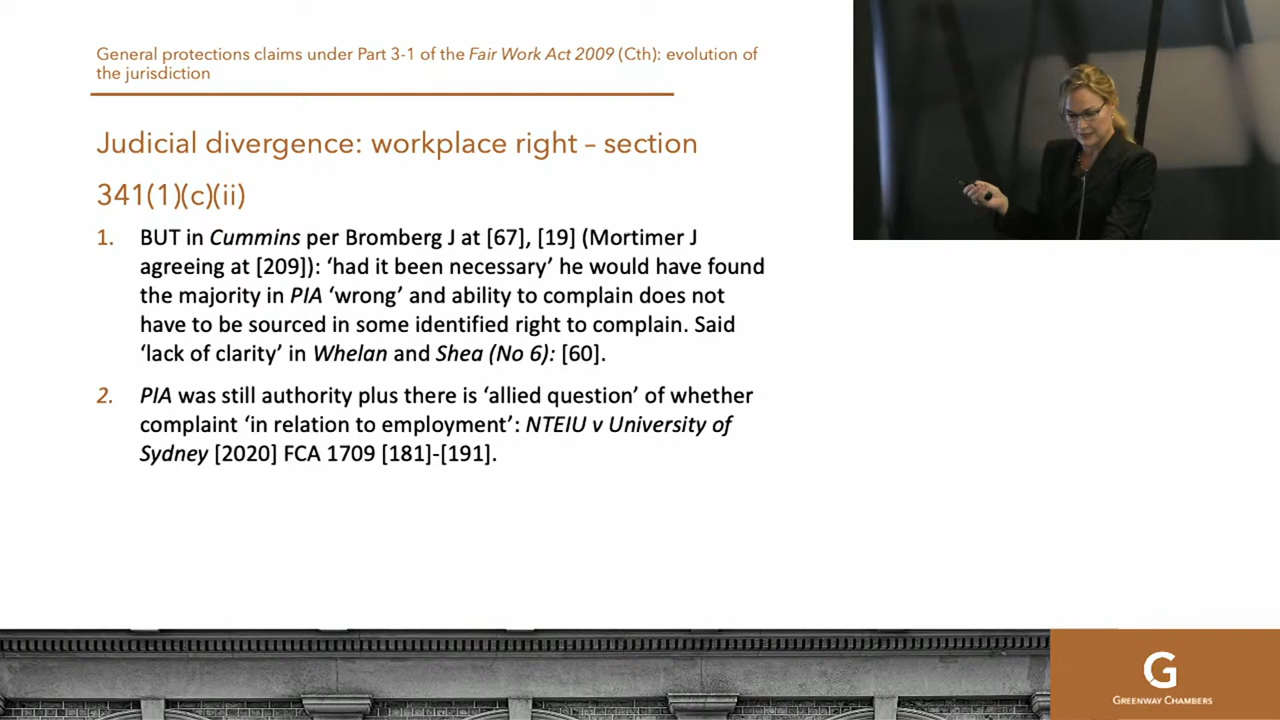 General protections claims under Part 3-1 of the Fair Work Act 2009 (Cth): evolution of
the jurisdiction
Judicial divergence: workplace right – section
341(1)(c)(ii)
1. BUT in Cummins per Bromberg J at [67], [19] (Mortimer J
agreeing at [209]): ‘had it been necessary’ he would have found
the majority in PIA ‘wrong’ and ability to complain does not
have to be sourced in some identified right to complain. Said
‘lack of clarity’ in Whelan and Shea (No 6): [60].
2. PIA was still authority plus there is ‘allied question’ of whether
complaint ‘in relation to employment’: NTEIU v University of
Sydney [2020] FCA 1709 [181]-[191].
G
GREENWAY CHAMBERS